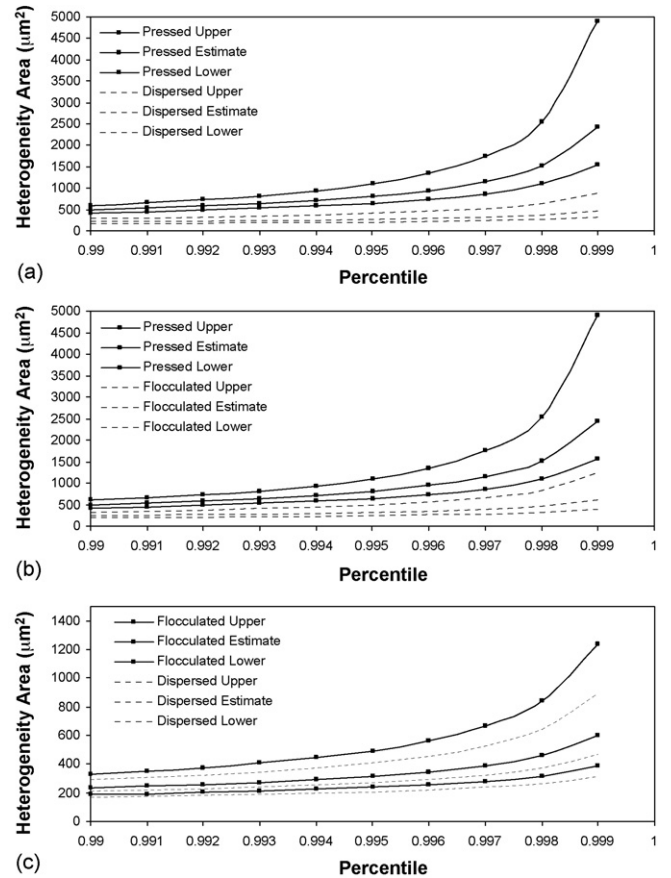 Heterogeneity Area (μm²)
5000
4500
4000
3500
3000
2500
2000
1500
1000
500
0
Pressed Upper
Pressed Estimate
Pressed Lower
Dispersed Upper
Dispersed Estimate
Dispersed Lower
0.99 0.991 0.992 0.993 0.994 0.995 0.996 0.997 0.998 0.999 1
(a)
Percentile
Heterogeneity Area (μm²)
5000
4500
4000
3500
3000
2500
2000
1500
1000
500
0
Pressed Upper
Pressed Estimate
Pressed Lower
Flocculated Upper
Flocculated Estimate
Flocculated Lower
0.99 0.991 0.992 0.993 0.994 0.995 0.996 0.997 0.998 0.999 1
(b)
Percentile
Heterogeneity Area (μm²)
1400
1200
1000
800
600
400
200
0
Flocculated Upper
Flocculated Estimate
Flocculated Lower
Dispersed Upper
Dispersed Estimate
Dispersed Lower
0.99 0.991 0.992 0.993 0.994 0.995 0.996 0.997 0.998 0.999 1
(c)
Percentile